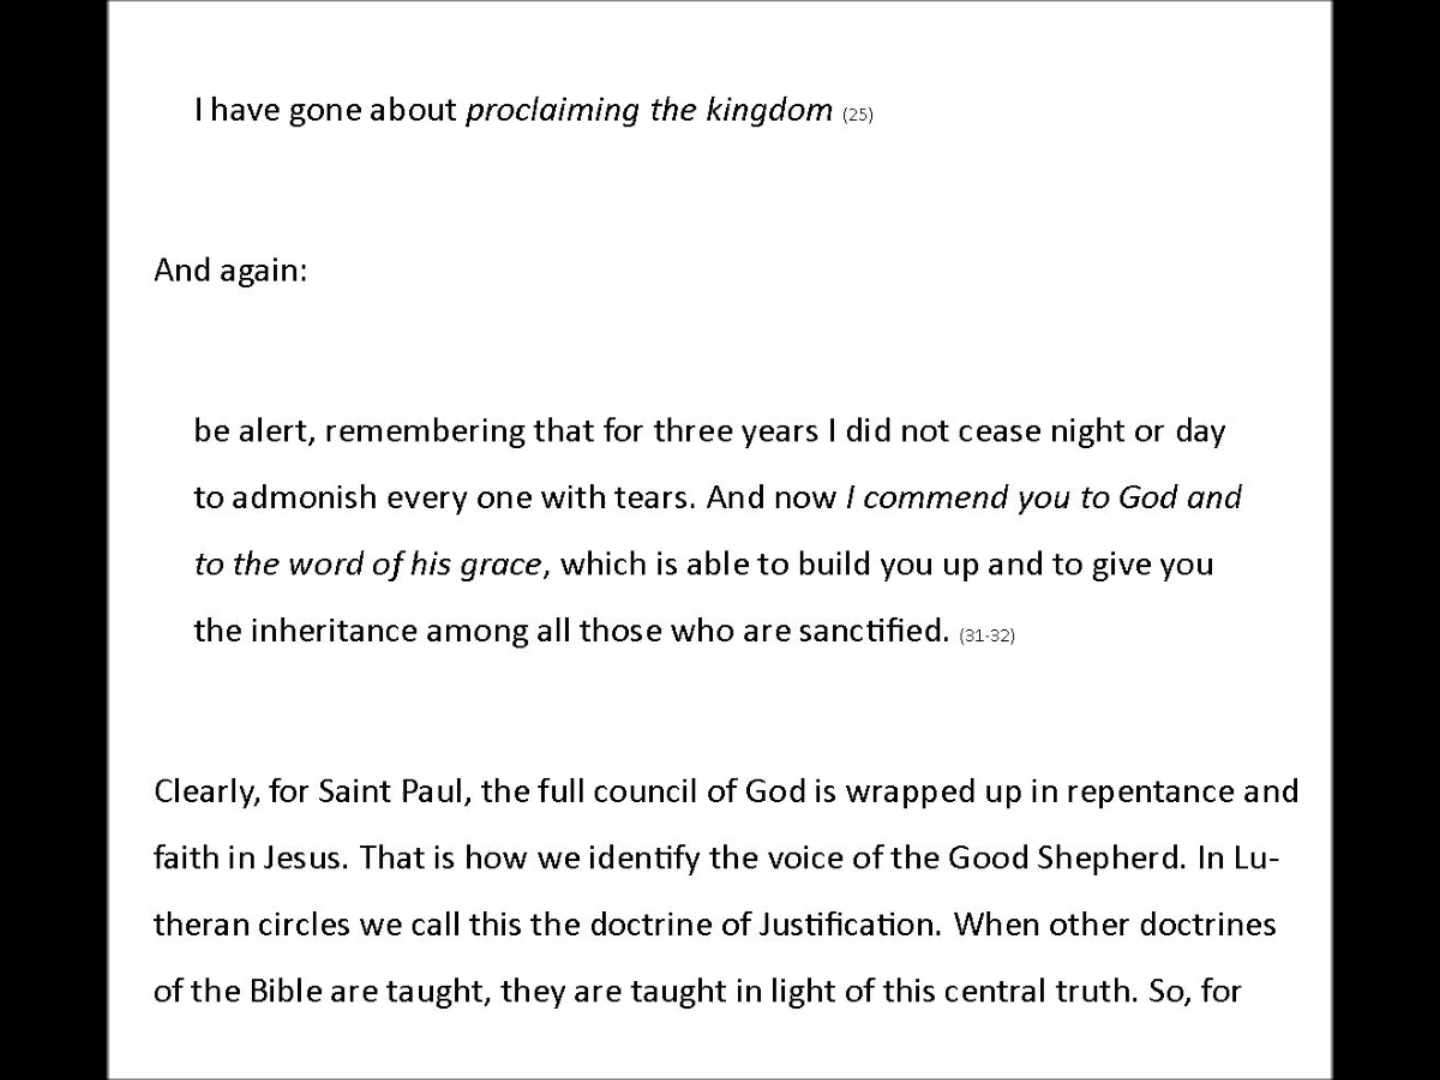 I have gone about proclaiming the kingdom (25)
And again:
be alert, remembering that for three years I did not cease night or day
to admonish every one with tears. And now I commend you to God and
to the word of his grace, which is able to build you up and to give you
the inheritance among all those who are sanctified. (31-32)
Clearly, for Saint Paul, the full council of God is wrapped up in repentance and
faith in Jesus. That is how we identify the voice of the Good Shepherd. In Lu-
theran circles we call this the doctrine of Justification. When other doctrines
of the Bible are taught, they are taught in light of this central truth. So, for